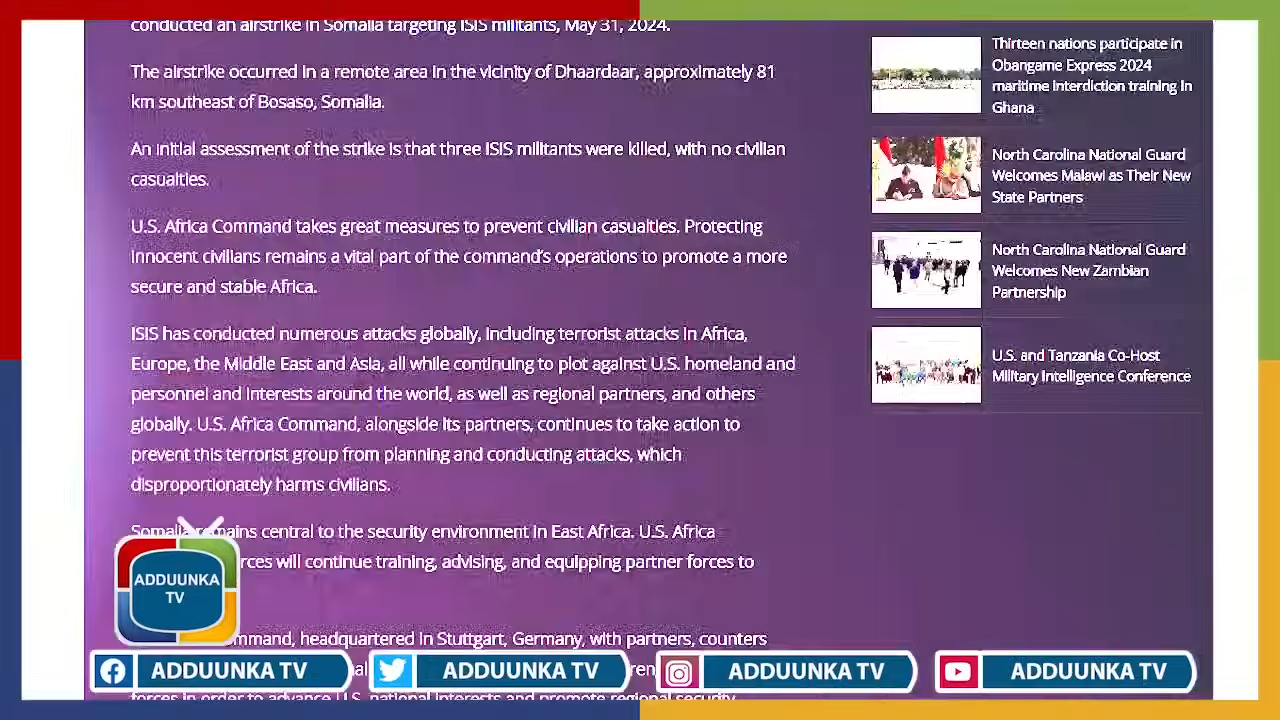 conducted an airstrike in Somalia targeting ISIS militants, May 31, 2024.
The airstrike occurred in a remote area in the vicinity of Dhaardaar, approximately 81
km southeast of Bosaso, Somalia.
An initial assessment of the strike is that three ISIS militants were killed, with no civilian
casualties.
U.S. Africa Command takes great measures to prevent civilian casualties. Protecting
innocent civilians remains a vital part of the command's operations to promote a more
secure and stable Africa.
ISIS has conducted numerous attacks globally, including terrorist attacks in Africa,
Europe, the Middle East and Asia, all while continuing to plot against U.S. homeland and
personnel and interests around the world, as well as regional partners, and others
globally. U.S. Africa Command, alongside its partners, continues to take action to
prevent this terrorist group from planning and conducting attacks, which
disproportionately harms civilians.
Somalia remains central to the security environment in East Africa. U.S. Africa
will continue training, advising, and equipping partner forces to
headquartered in Stuttgart, Germany, with partners, counters
forces in order to advance U.S. national interests and promote regional security,
Thirteen nations participate in
Obangame Express 2024
maritime interdiction training in
Ghana
North Carolina National Guard
Welcomes Malawi as Their New
State Partners
North Carolina National Guard
Welcomes New Zambian
Partnership
U.S. and Tanzania Co-Host
Military Intelligence Conference
ADDUUNKA
TV
ADDUUNKA TV
ADDUUNKA TV
ADDUUNKA TV
ADDUUNKA TV